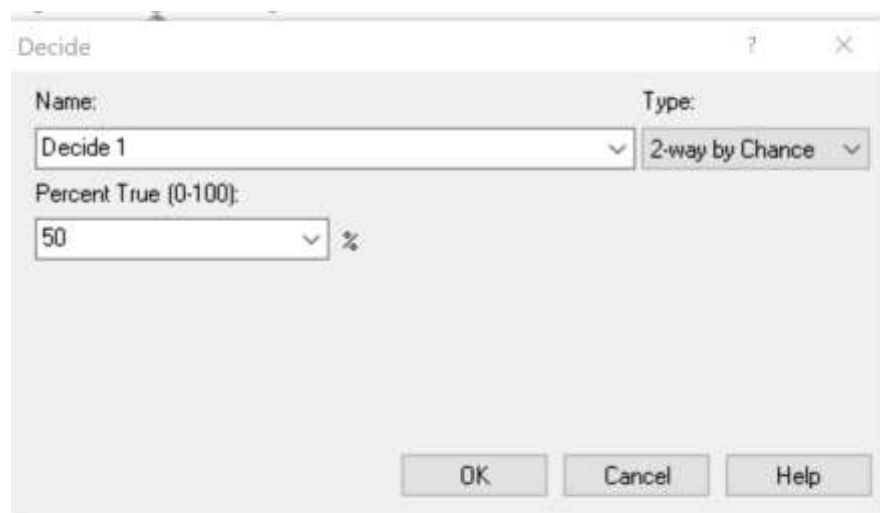 Decide ? ×
Name: Type:
Decide 1 2-way by Chance
Percent True (0-100):
50 %
OK Cancel Help